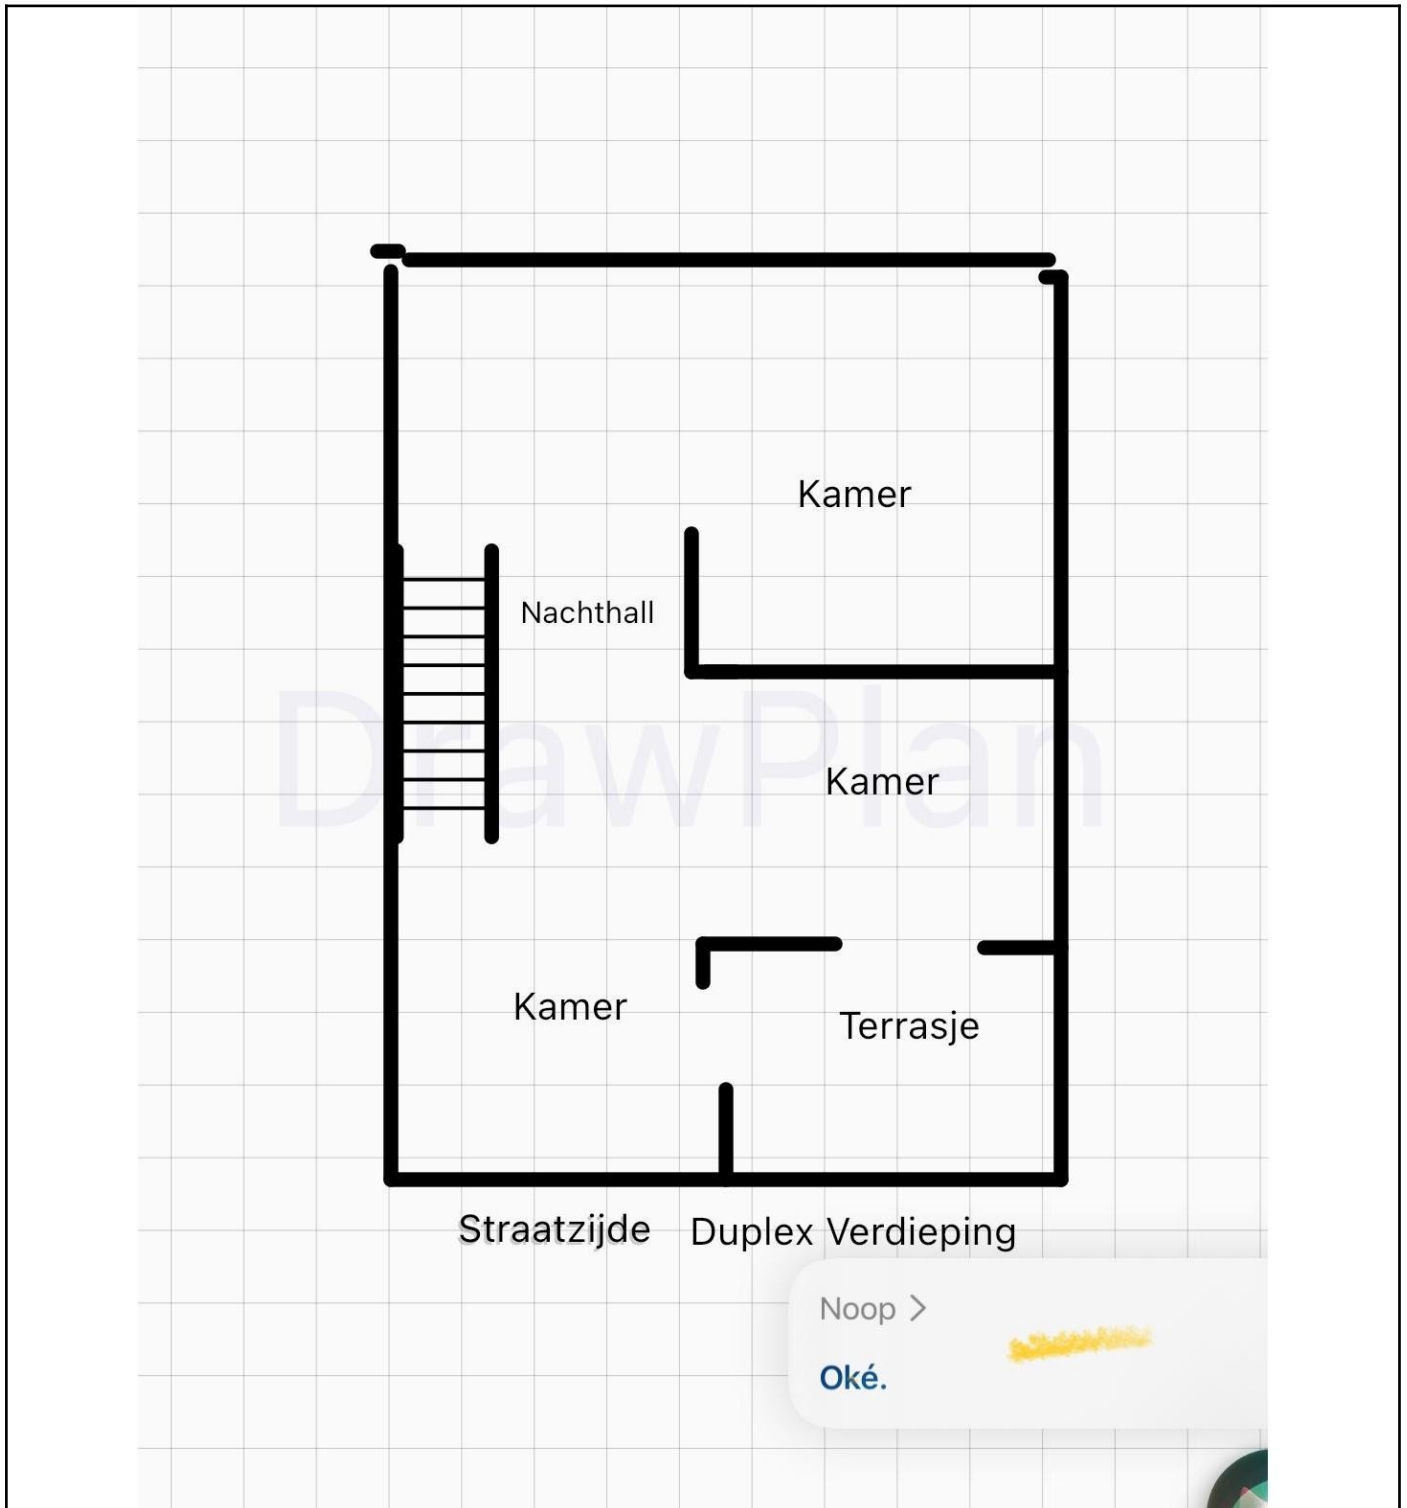 Kamer
Nachthall
DrawPlan
Kamer
Kamer
Terrasje
Straatzijde Duplex Verdieping
Noop >
Oké.